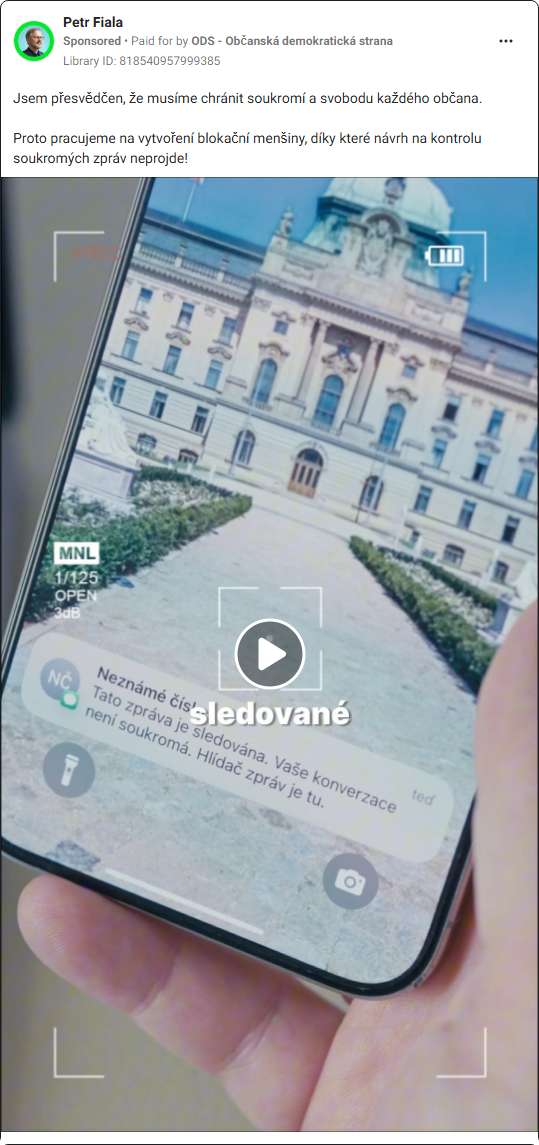 Petr Fiala
Sponsored • Paid for by ODS - Občanská demokratická strana
Library ID: 818540957999385
Jsem přesvědčen, že musíme chránit soukromí a svobodu každého občana.
Proto pracujeme na vytvoření blokační menšiny, díky které návrh na kontrolu
soukromých zpráv neprojde!
MNL
1/125
OPEN
3dB
NČ
Neznámé
sledované
Tato zpráva je sledována. Vaše konverzace
teď
není soukromá. Hlídač zpráv je tu.